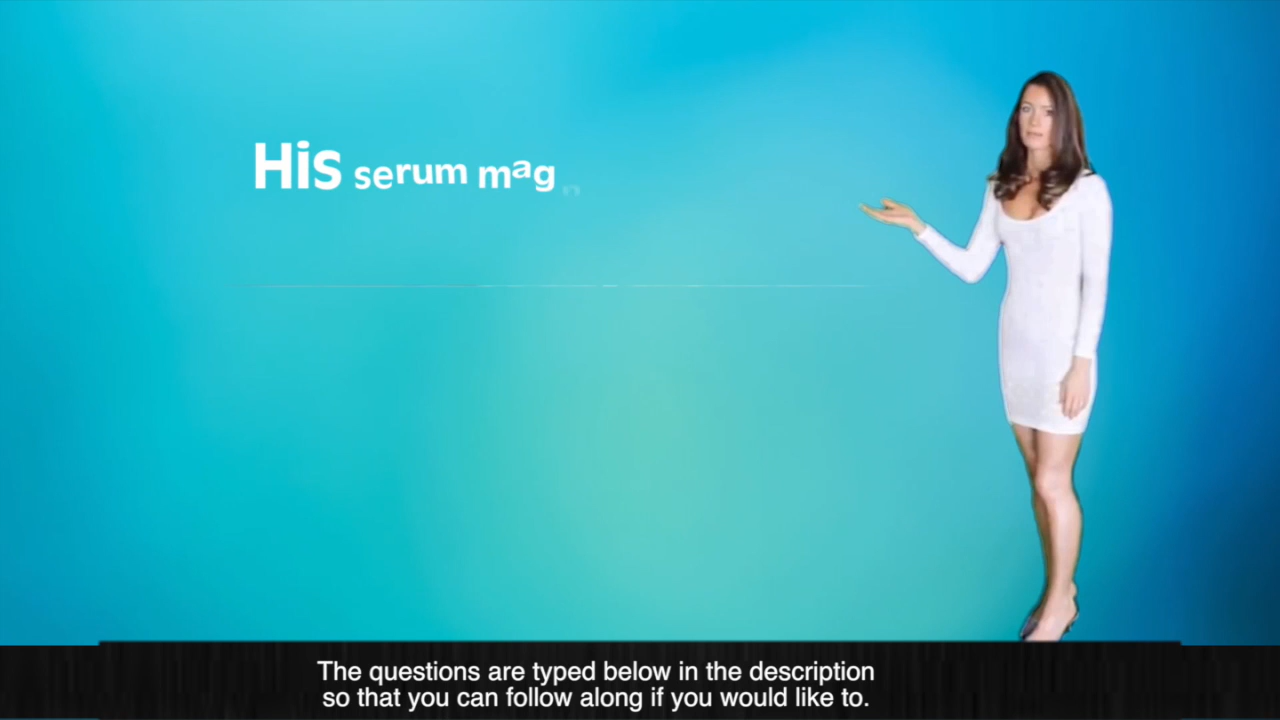 His serum mag
The questions are typed below in the description
so that you can follow along if you would like to.